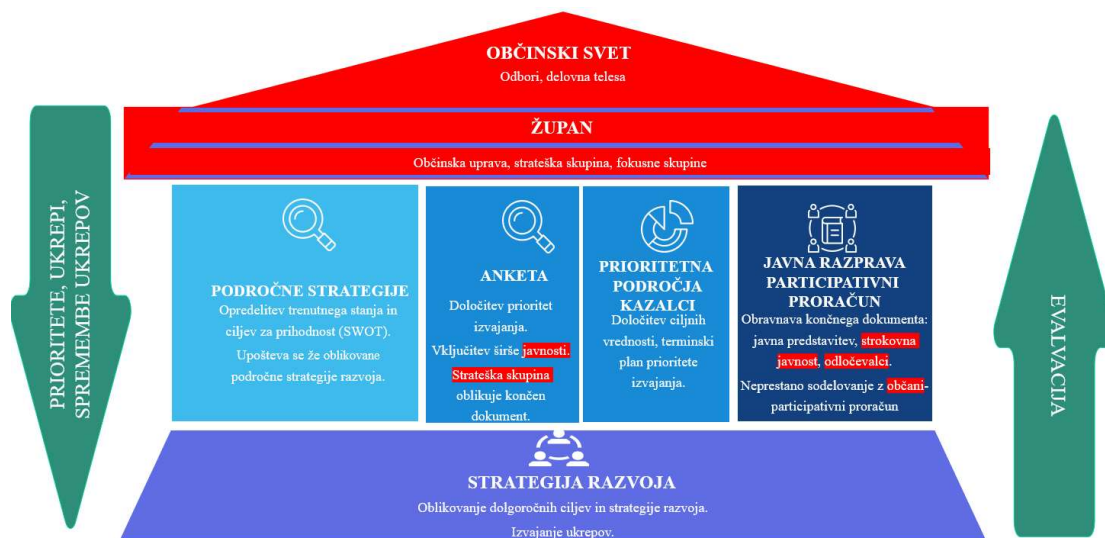 OBČINSKI SVET
Odbori, delovna telesa
ŽUPAN
Občinska uprava, strateška skupina, fokusne skupine
PRIORITETE, UKREPI,
SPREMEMBE UKREPOV
PODROČNE STRATEGIJE
Opredelitev trenutnega stanja in
ciljev za prihodnost (SWOT).
Upošteva se že oblikovane
področne strategije razvoja.
ANKETA
Določitev prioritet
izvajanja.
Vključitev širše javnosti.
Strateška skupina
oblikuje končen
dokument.
PRIORITETNA
PODROČJA
KAZALCI
Določitev ciljnih
vrednosti, terminski
plan prioritete
izvajanja.
JAVNA RAZPRAVA
PARTICIPATIVNI
PRORAČUN
Obravnava končnega dokumenta:
javna predstavitev, strokovna
javnost, odločevalci.
Neprestano sodelovanje z občani-
participativni proračun
EVALVACIJA
STRATEGIJA RAZVOJA
Oblikovanje dolgoročnih ciljev in strategije razvoja.
Izvajanje ukrepov.